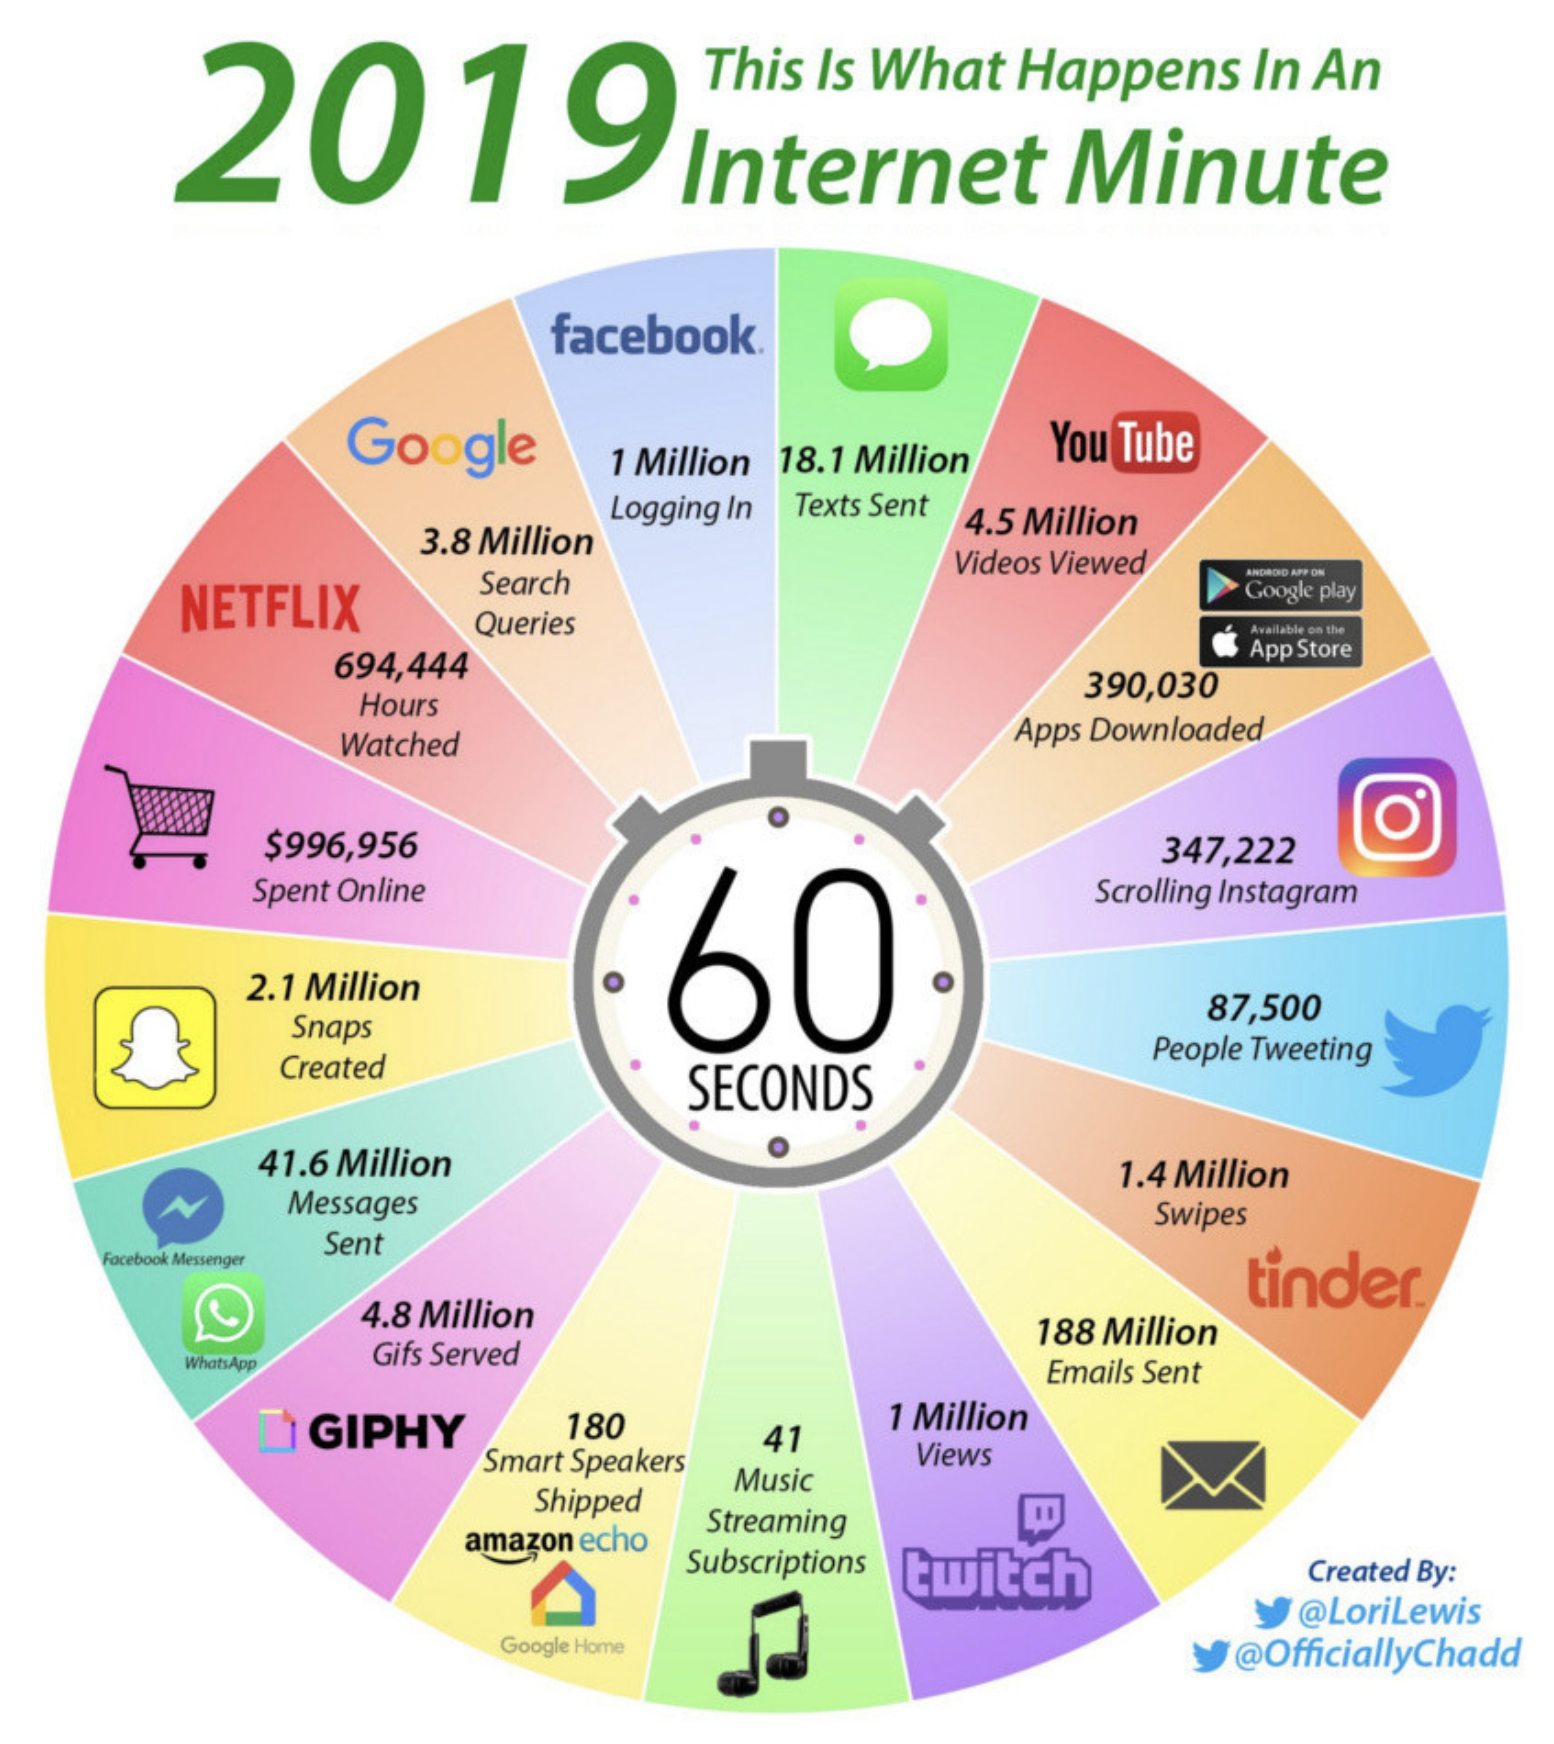 2019 This Is What Happens In An
Internet Minute
facebook.
1 Million
Logging In
18.1 Million
Texts Sent
You Tube
4.5 Million
Videos Viewed
ANDROID APP ON
Google play
Available on the
App Store
390,030
Apps Downloaded
347,222
Scrolling Instagram
87,500
People Tweeting
1.4 Million
Swipes
tinder
188 Million
Emails Sent
1 Million
Views
twitch
41
Music
Streaming
Subscriptions
180
Smart Speakers
Shipped
amazon echo
Google Home
4.8 Million
Gifs Served
GIPHY
41.6 Million
Messages
Sent
Facebook Messenger
WhatsApp
2.1 Million
Snaps
Created
$996,956
Spent Online
NETFLIX
694,444
Hours
Watched
Google
3.8 Million
Search
Queries
60
SECONDS
Created By:
@LoriLewis
@OfficiallyChadd